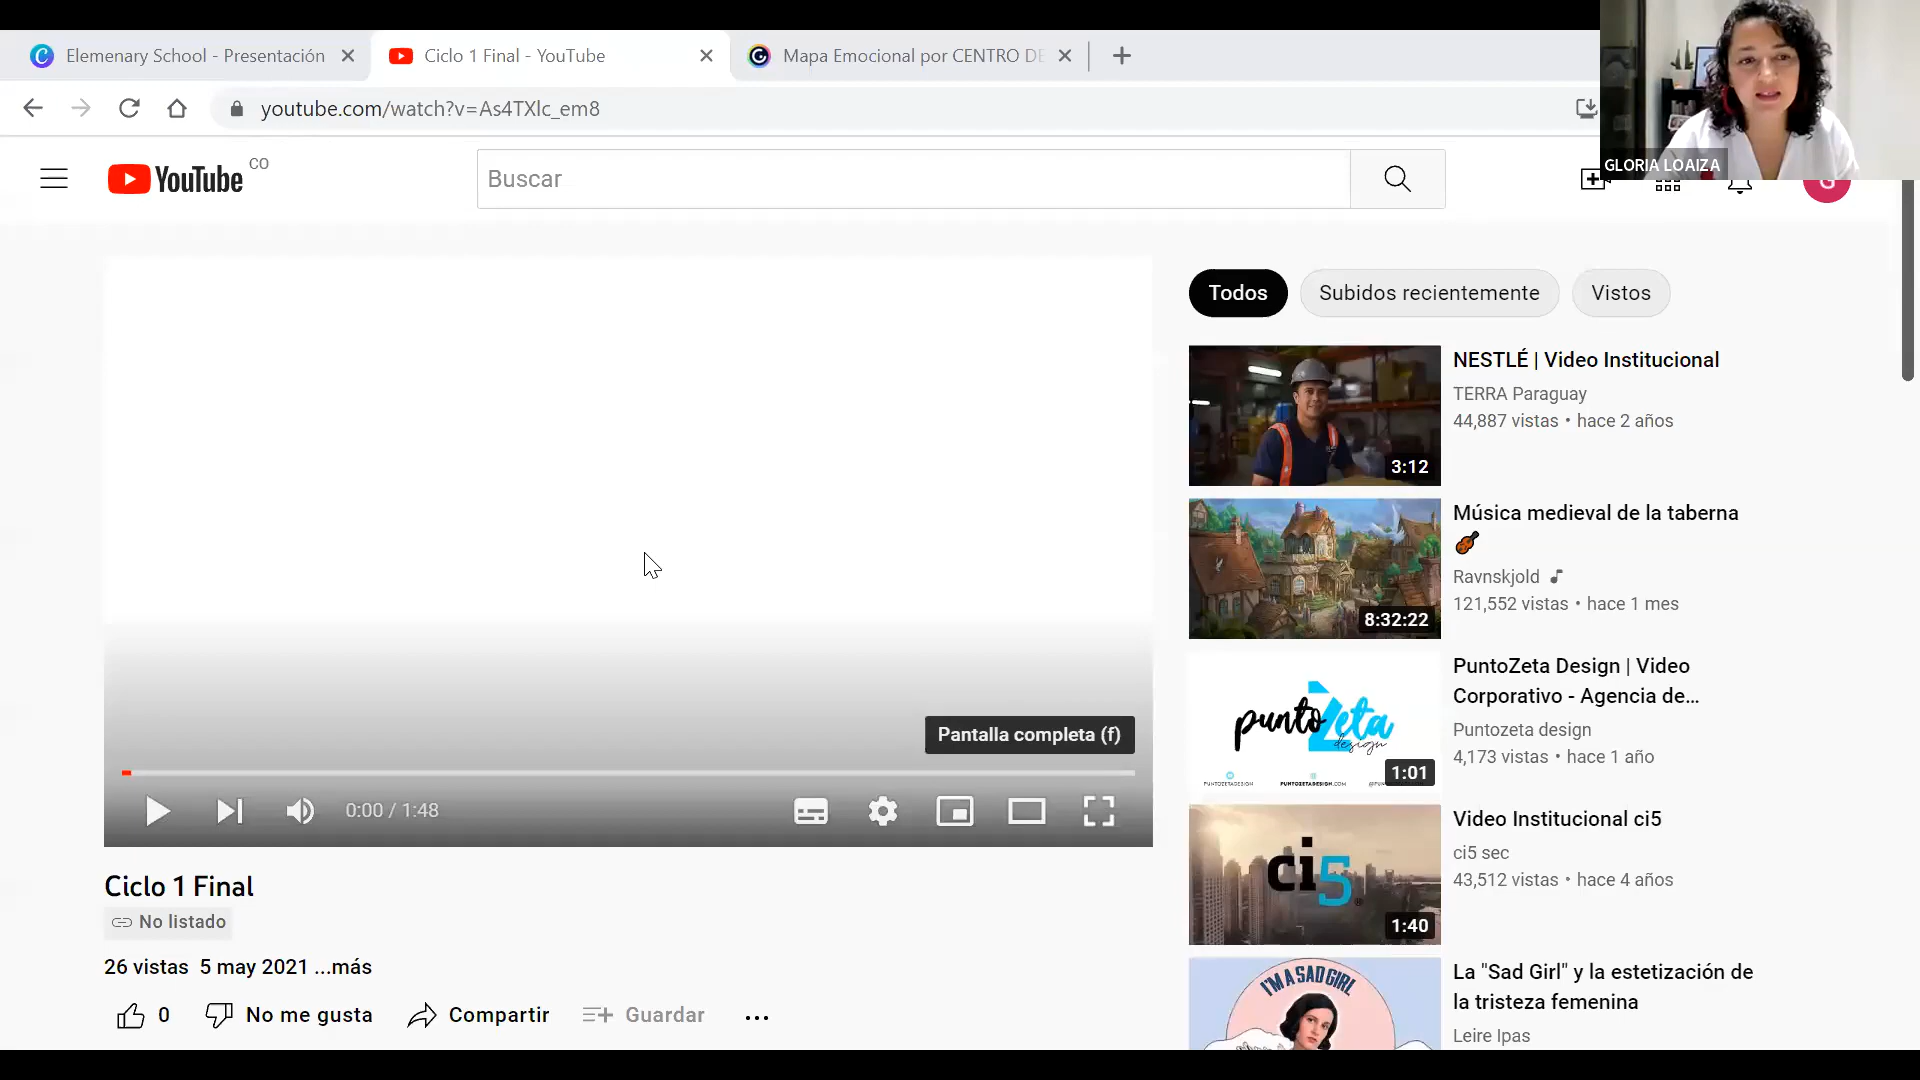 Elemenary School - Presentación
Ciclo 1 Final - YouTube
Mapa Emocional por CENTRO DE
youtube.com/watch?v=As4TXlc_em8
GLORIA LOAIZA
YouTube CO
Buscar
G
Todos
Subidos recientemente
Vistos
NESTLÉ | Video Institucional
TERRA Paraguay
44,887 vistas • hace 2 años
3:12
Música medieval de la taberna
Ravnskjold
121,552 vistas • hace 1 mes
8:32:22
PuntoZeta Design | Video
Corporativo - Agencia de...
Puntozeta design
4,173 vistas • hace 1 año
punto Zeta
design
PUNTOZETADESIGN
PUNTOZETADESIGN.COM
1:01
Video Institucional ci5
ci5 sec
43,512 vistas • hace 4 años
ci5
1:40
La "Sad Girl" y la estetización de
la tristeza femenina
Leire Ipas
I'M A SAD GIRL
Pantalla completa (f)
0:00 / 1:48
Ciclo 1 Final
No listado
26 vistas 5 may 2021 ...más
0
No me gusta
Compartir
Guardar